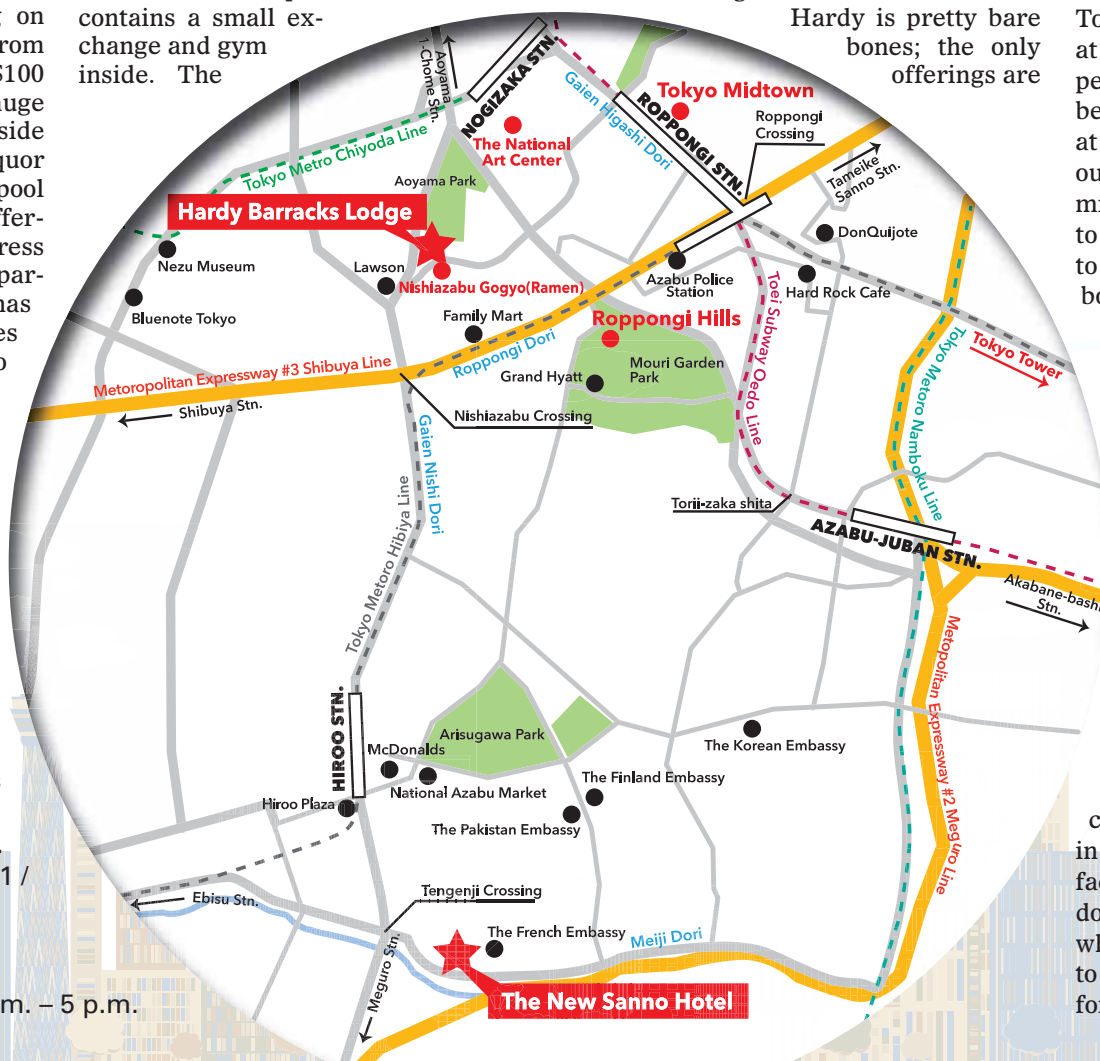 g on
rom
$100
auge
side
quor
pool
ffer-
ress
par-
has
es
o
contains a small ex-
change and gym
inside. The
Hardy is pretty bare
bones; the only
offerings are
To
at
pe
be
at
ou
mi
to
to
bo
Aoyama
1-Chome Stn.
NOGIZAKA STN.
Gaien Higashi Dori
ROPPONGI STN.
Tokyo Midtown
Roppongi
Crossing
Tameike
Sanno Stn.
The National
Art Center
Tokyo Metro Chiyoda Line
Aoyama Park
Hardy Barracks Lodge
Nezu Museum
Lawson
Nishiazabu Gogyo(Ramen)
DonQuijote
Azabu Police
Station
Hard Rock Cafe
Bluenote Tokyo
Family Mart
Roppongi Dori
Roppongi Hills
Toei Subway Oedo Line
Tokyo Metoro Namboku Line
Tokyo Tower
Metoropolitan Expressway #3 Shibuya Line
Grand Hyatt
Mouri Garden
Park
Shibuya Stn.
Nishiazabu Crossing
Gaien Nishi Dori
Tokyo Metoro Hibiya Line
Torii-zaka shita
AZABU-JUBAN STN.
Akabane-bashi
Stn.
Metopolitan Expressway #2 Meguro Line
HIROO STN.
McDonalds
Arisugawa Park
The Korean Embassy
National Azabu Market
The Finland Embassy
Hiroo Plaza
The Pakistan Embassy
1 /
Ebisu Stn.
Tengenji Crossing
The French Embassy
Meiji Dori
Meguro Stn.
The New Sanno Hotel
.m. – 5 p.m.
c
in
fac
do
wh
to
for